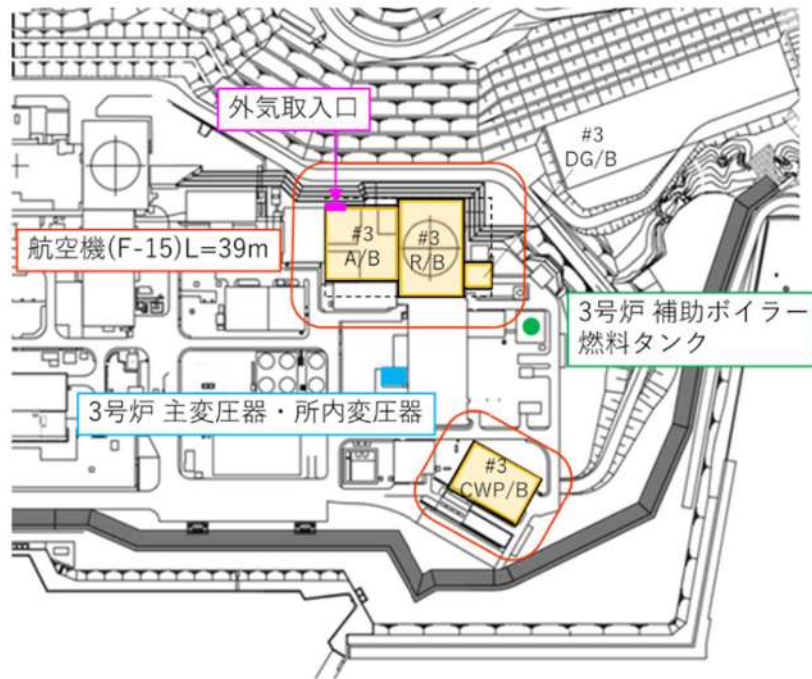 外気取入口
#3
DG/B
航空機(F-15)L=39m
#3
A/B
#3
R/B
3号炉 補助ボイラー
燃料タンク
3号炉 主変圧器・所内変圧器
#3
CWP/B